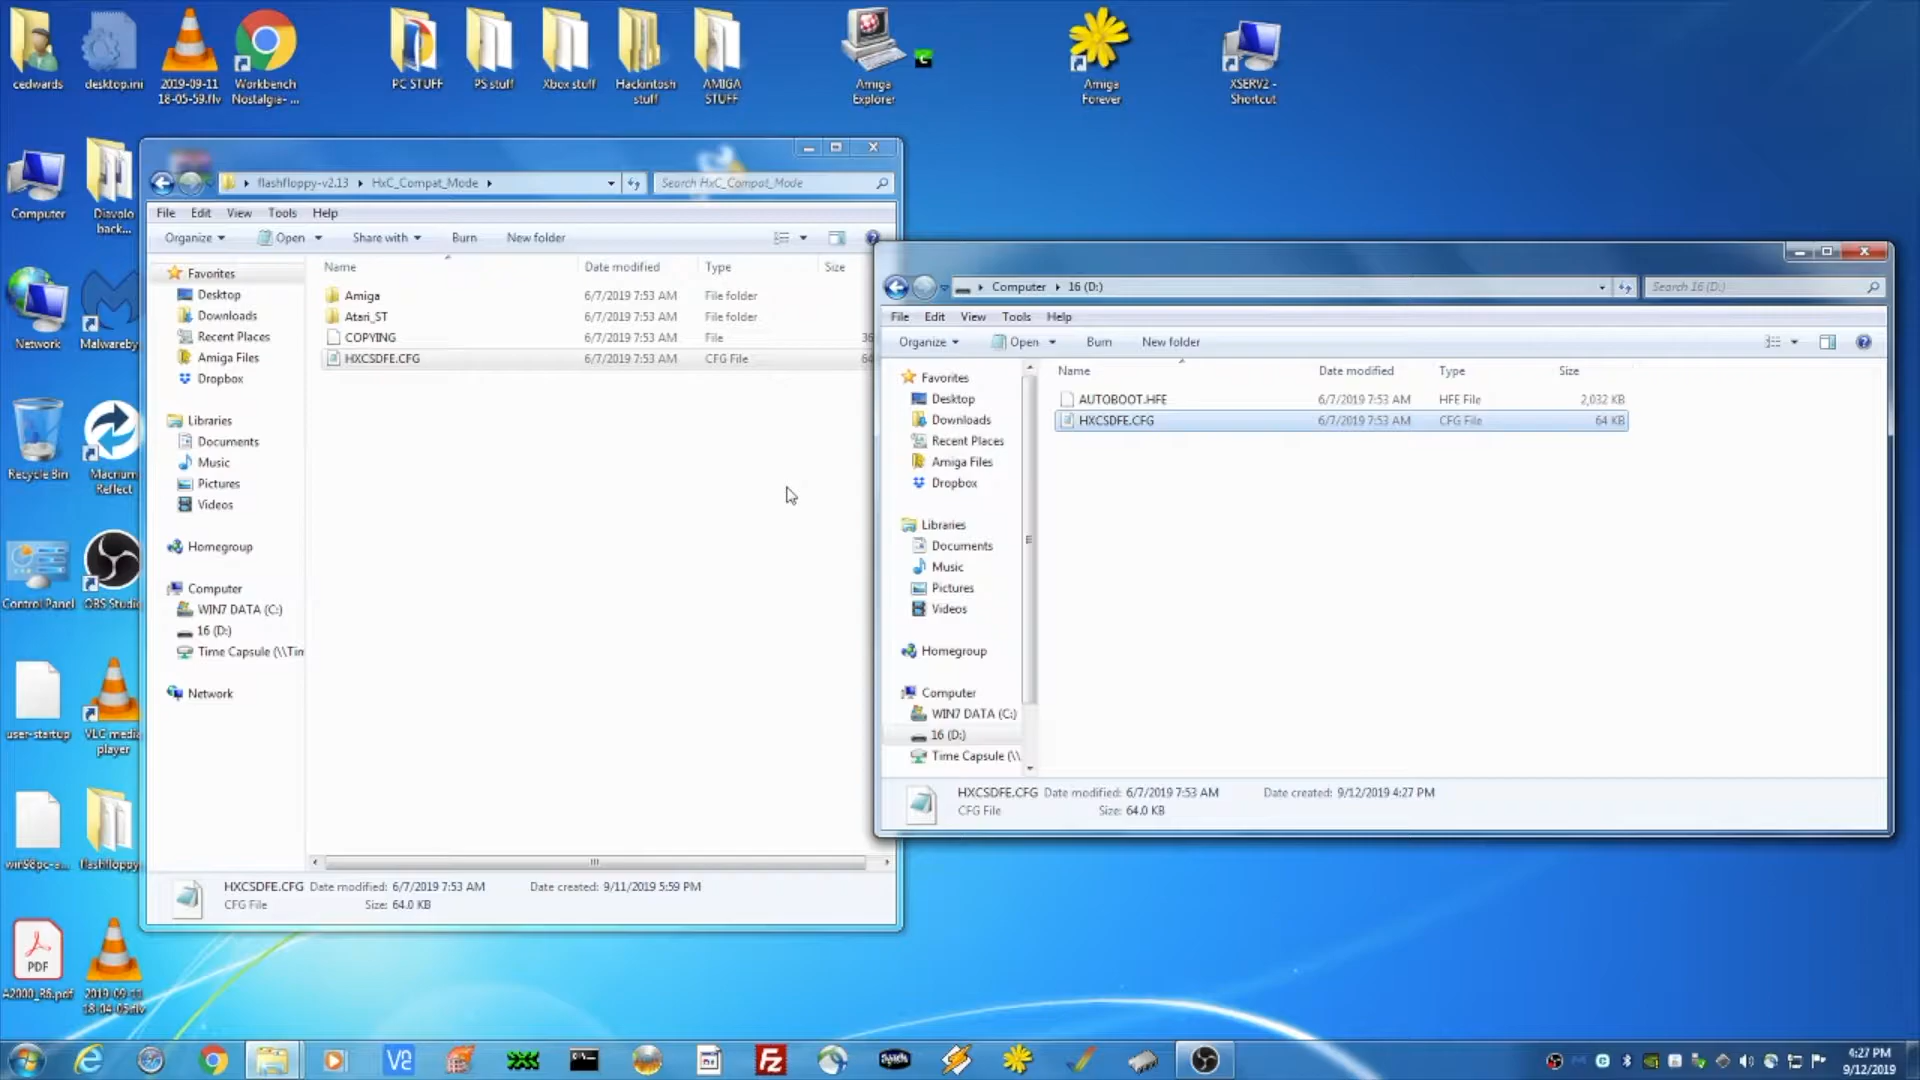 cedwards
desktop.ini
2019-09-11
18-05-59.flv
Workbench
Nostalgia- ...
PC STUFF
PS stuff
Xbox stuff
Hackintosh
stuff
AMIGA
STUFF
Amiga
Explorer
Amiga
Forever
XSERV2 -
Shortcut
Computer
Diavolo
back...
Network
Malwareby
Recycle Bin
Macrium
Reflect
Control Panel
OBS Studio
user-startup
VLC media
player
win98pc-a...
flashfloppy
PDF
A2000_R6.pdf
2019-09-11
18-04-05.flv
flashfloppy-v2.13
HxC_Compat_Mode
Search HxC_Compat_Mode
File Edit View Tools Help
Organize Open Share with Burn New folder
Name Date modified Type Size
Amiga 6/7/2019 7:53 AM File folder
Atari_ST 6/7/2019 7:53 AM File folder
COPYING 6/7/2019 7:53 AM File 36
HXCSDFE.CFG 6/7/2019 7:53 AM CFG File 64
Favorites
Desktop
Downloads
Recent Places
Amiga Files
Dropbox
Libraries
Documents
Music
Pictures
Videos
Homegroup
Computer
WIN7 DATA (C:)
16 (D:)
Time Capsule (\\Tim
Network
HXCSDFE.CFG Date modified: 6/7/2019 7:53 AM Date created: 9/11/2019 5:59 PM
CFG File Size: 64.0 KB
Computer 16 (D:) Search 16 (D:)
File Edit View Tools Help
Organize Open Burn New folder
Name Date modified Type Size
AUTOBOOT.HFE 6/7/2019 7:53 AM HFE File 2,032 KB
HXCSDFE.CFG 6/7/2019 7:53 AM CFG File 64 KB
Favorites
Desktop
Downloads
Recent Places
Amiga Files
Dropbox
Libraries
Documents
Music
Pictures
Videos
Homegroup
Computer
WIN7 DATA (C:)
16 (D:)
Time Capsule (\\
HXCSDFE.CFG Date modified: 6/7/2019 7:53 AM Date created: 9/12/2019 4:27 PM
CFG File Size: 64.0 KB
4:27 PM
9/12/2019